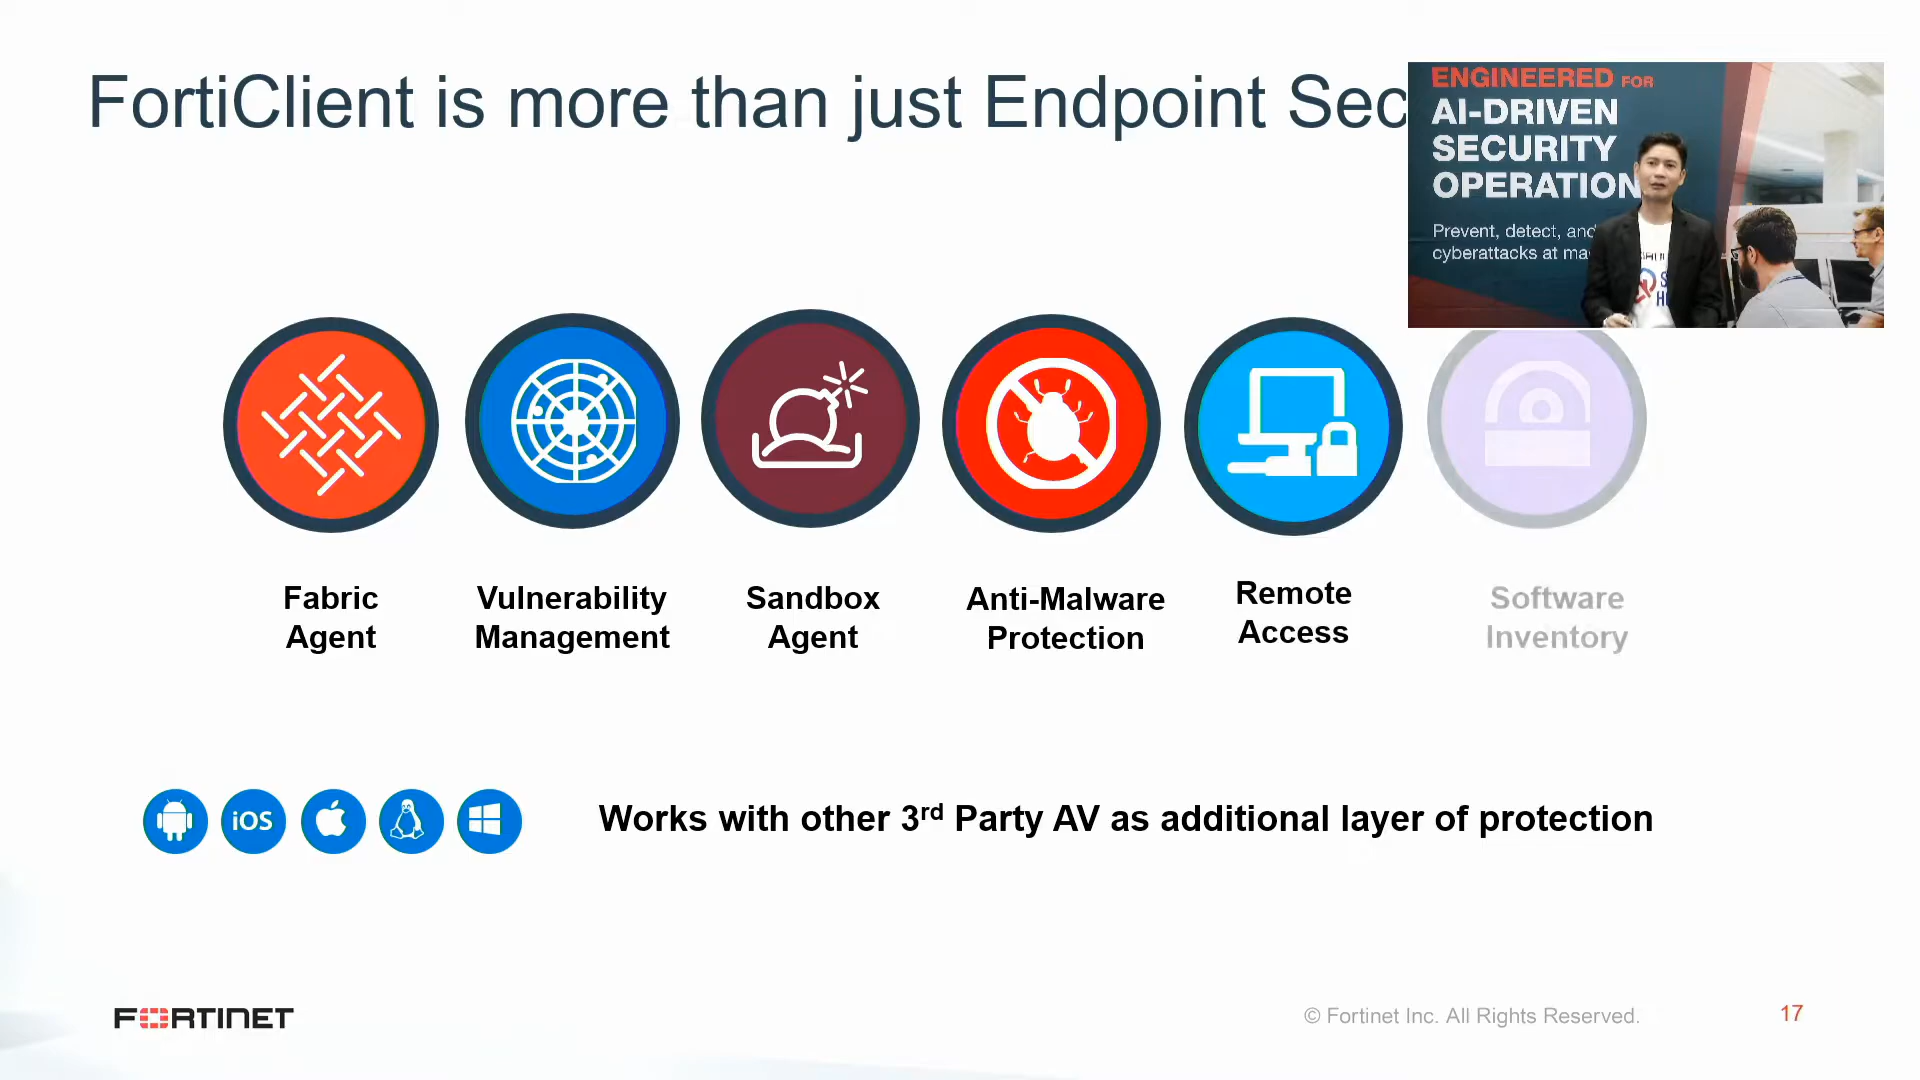 FortiClient is more than just Endpoint Sec
ENGINEERED FOR
AI-DRIVEN
SECURITY
OPERATION
Prevent, detect, and
cyberattacks at
Fabric
Agent
Vulnerability
Management
Sandbox
Agent
Anti-Malware
Protection
Remote
Access
Software
Inventory
iOS
Works with other 3rd Party AV as additional layer of protection
FORTINET
© Fortinet Inc. All Rights Reserved.
17